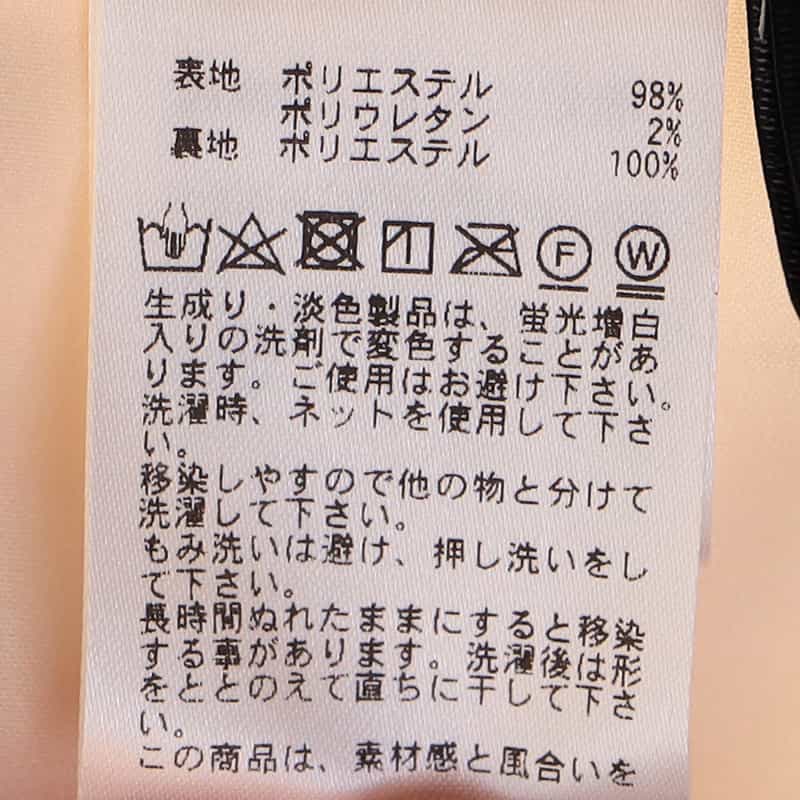 表地 ポリエステル 98%
ポリウレタン 2%
裏地 ポリエステル 100%
F W
生成り・淡色製品は、蛍光増白
入りの洗剤で変色することがあ
ります。ご使用はお避け下さい。
洗濯時、ネットを使用して下さ
い。
移染しやすので他の物と分けて
洗濯して下さい。
もみ洗いは避け、押し洗いをし
で下さい。
長時間ぬれたままにすると移染
する事があります。洗濯後は形
をととのえて直ちに干して下さ
い。
この商品は、素材感と風合いを